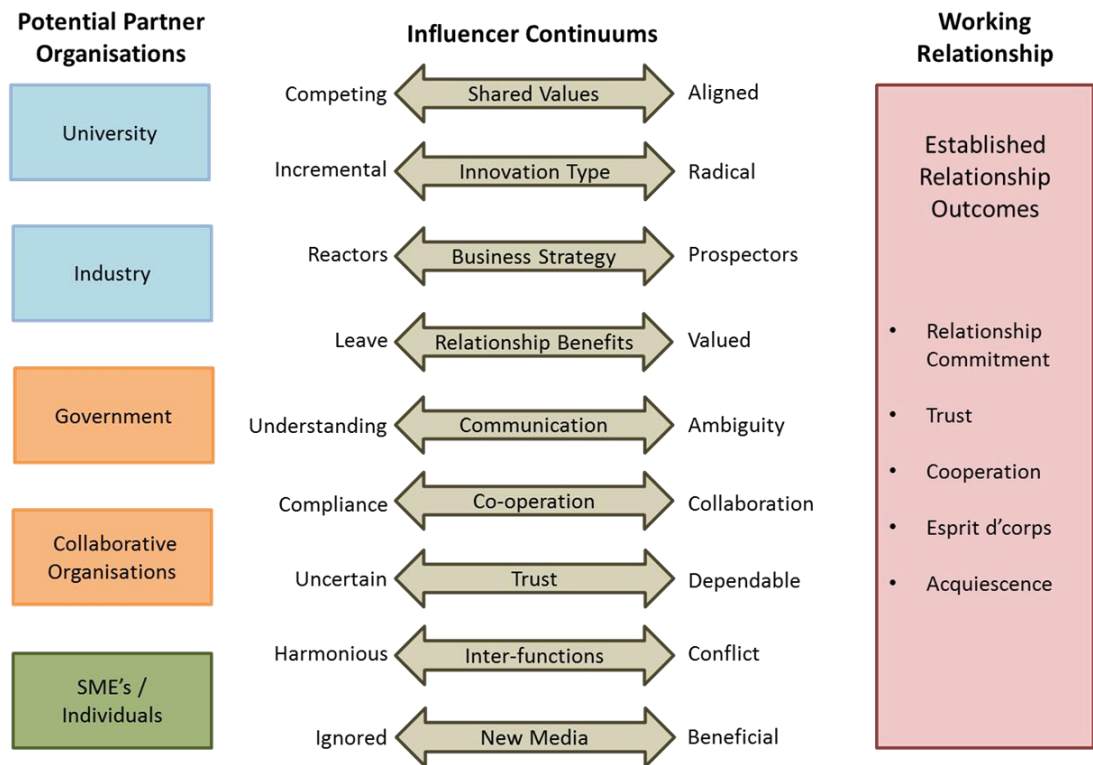 Potential Partner
Organisations
University
Industry
Government
Collaborative
Organisations
SME's /
Individuals
Influencer Continuums
Competing Shared Values Aligned
Incremental Innovation Type Radical
Reactors Business Strategy Prospectors
Leave Relationship Benefits Valued
Understanding Communication Ambiguity
Compliance Co-operation Collaboration
Uncertain Trust Dependable
Harmonious Inter-functions Conflict
Ignored New Media Beneficial
Working
Relationship
Established
Relationship
Outcomes
• Relationship
Commitment
• Trust
• Cooperation
• Esprit d'corps
• Acquiescence